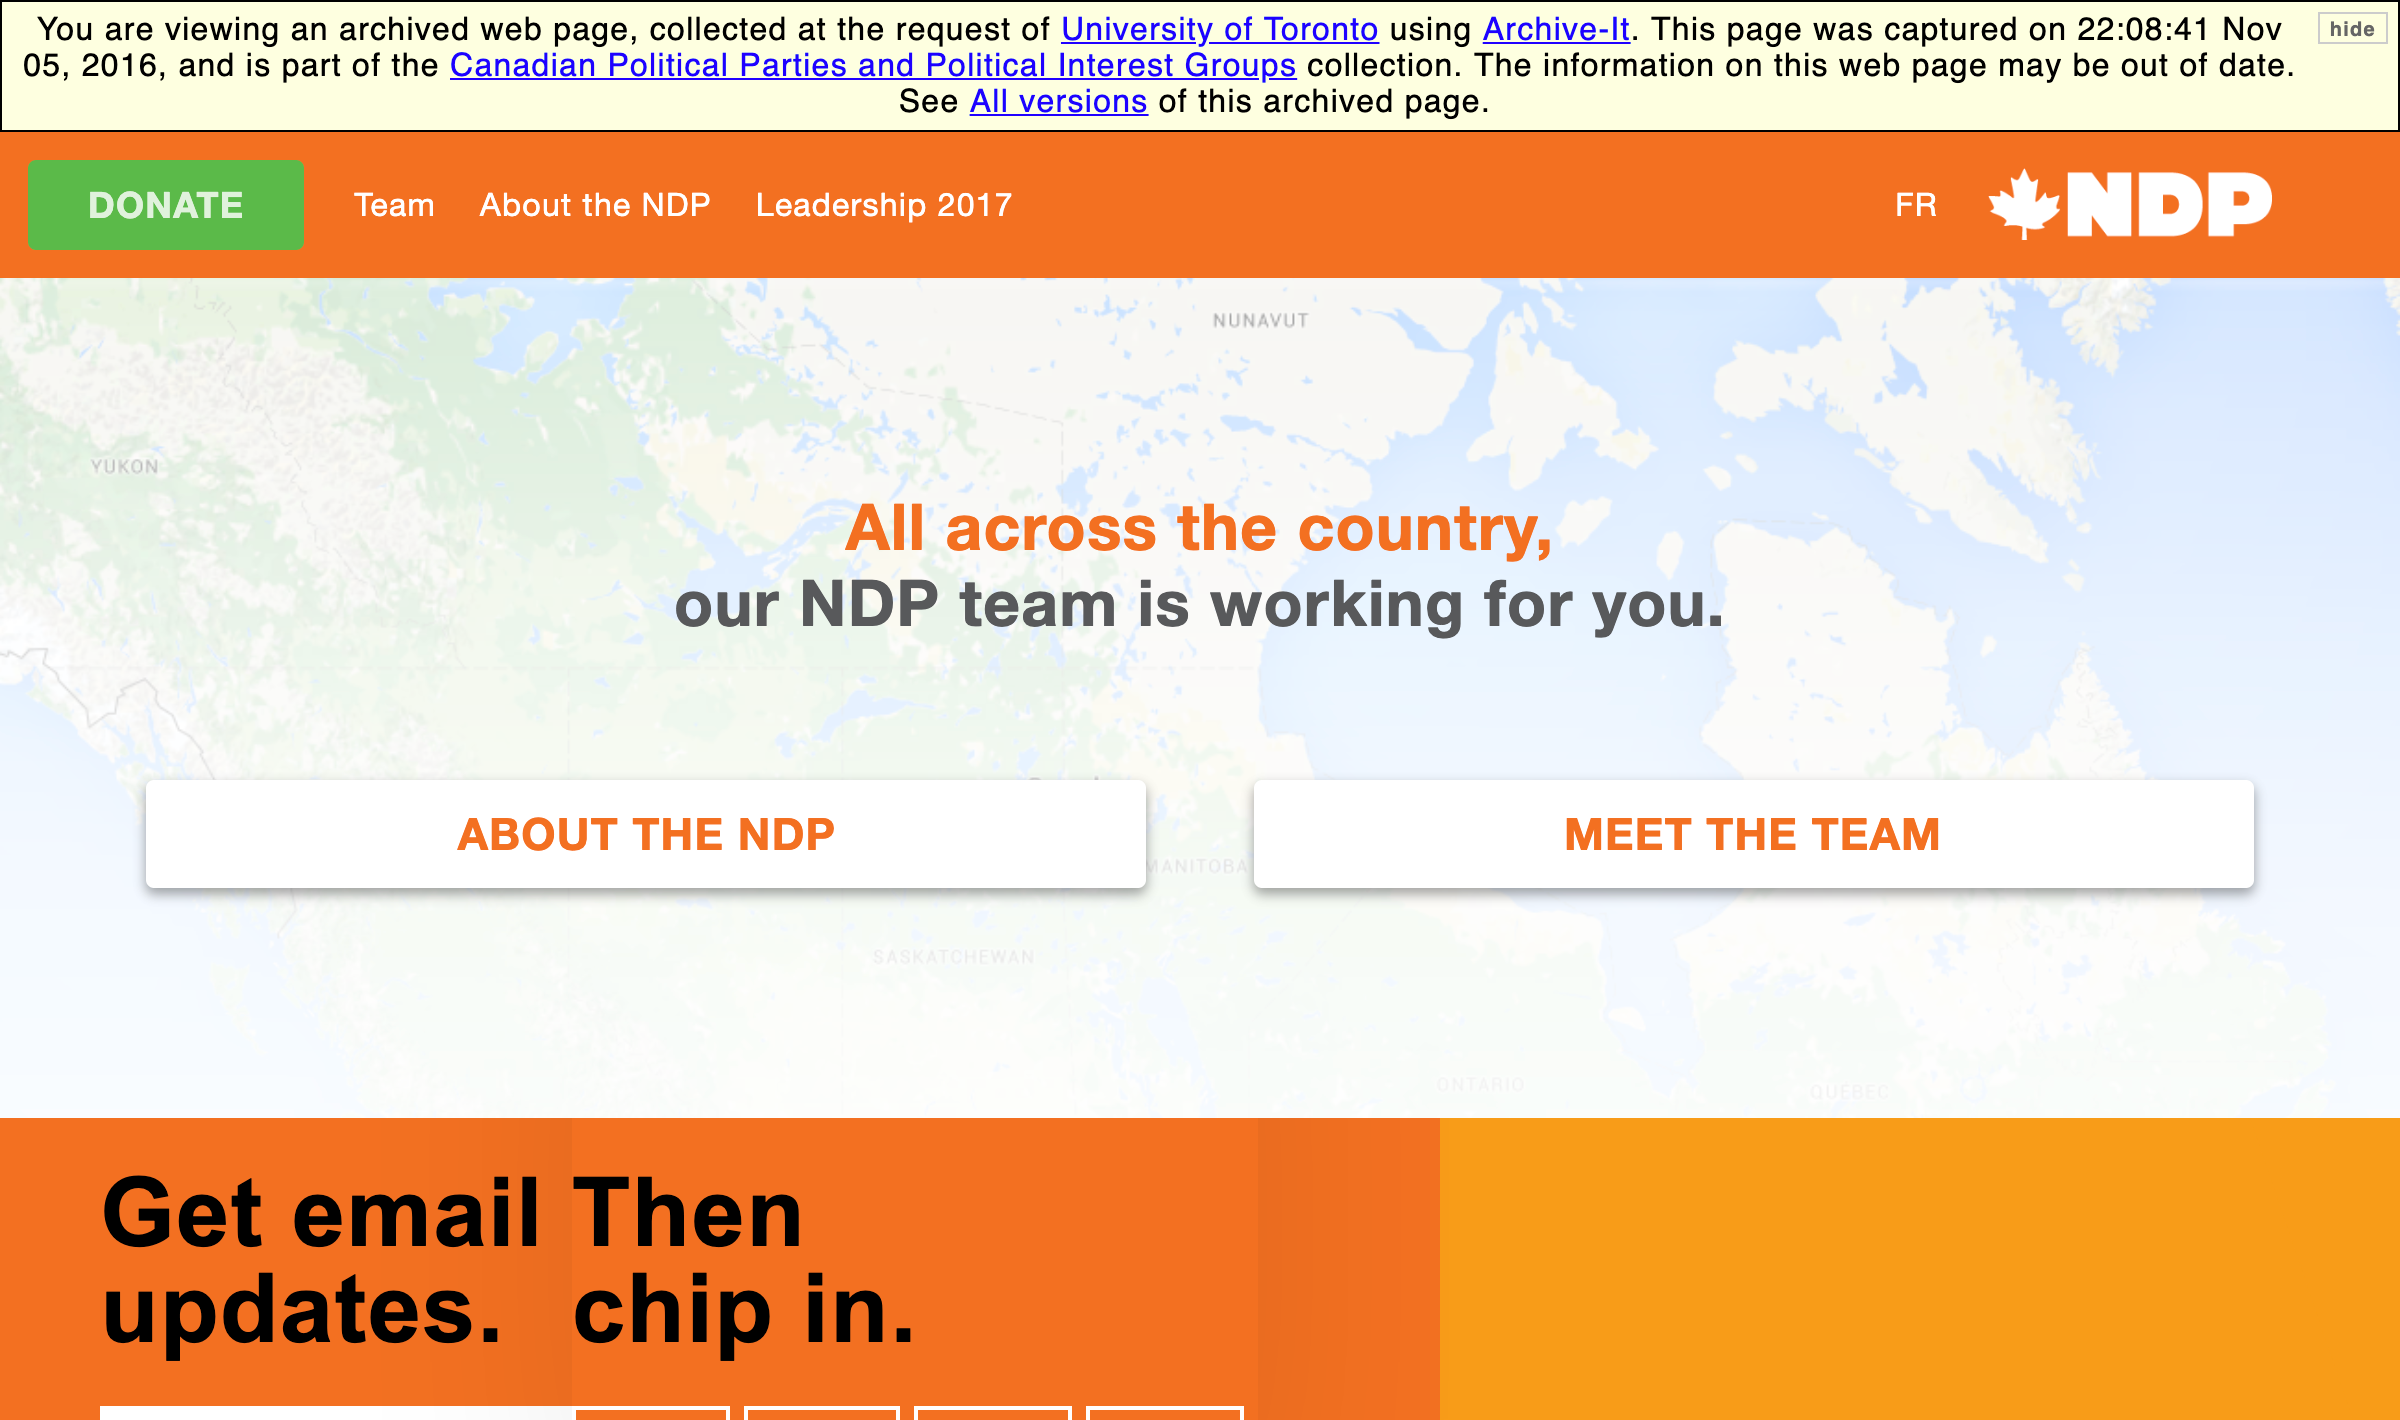 You are viewing an archived web page, collected at the request of University of Toronto using Archive-It. This page was captured on 22:08:41 Nov
05, 2016, and is part of the Canadian Political Parties and Political Interest Groups collection. The information on this web page may be out of date.
See All versions of this archived page.
hide
DONATE
Team
About the NDP
Leadership 2017
FR
NDP
NUNAVUT
YUKON
All across the country,
our NDP team is working for you.
ABOUT THE NDP
MEET THE TEAM
MANITOBA
SASKATCHEWAN
ONTARIO
QUEBEC
Get email
updates.
Then
chip in.